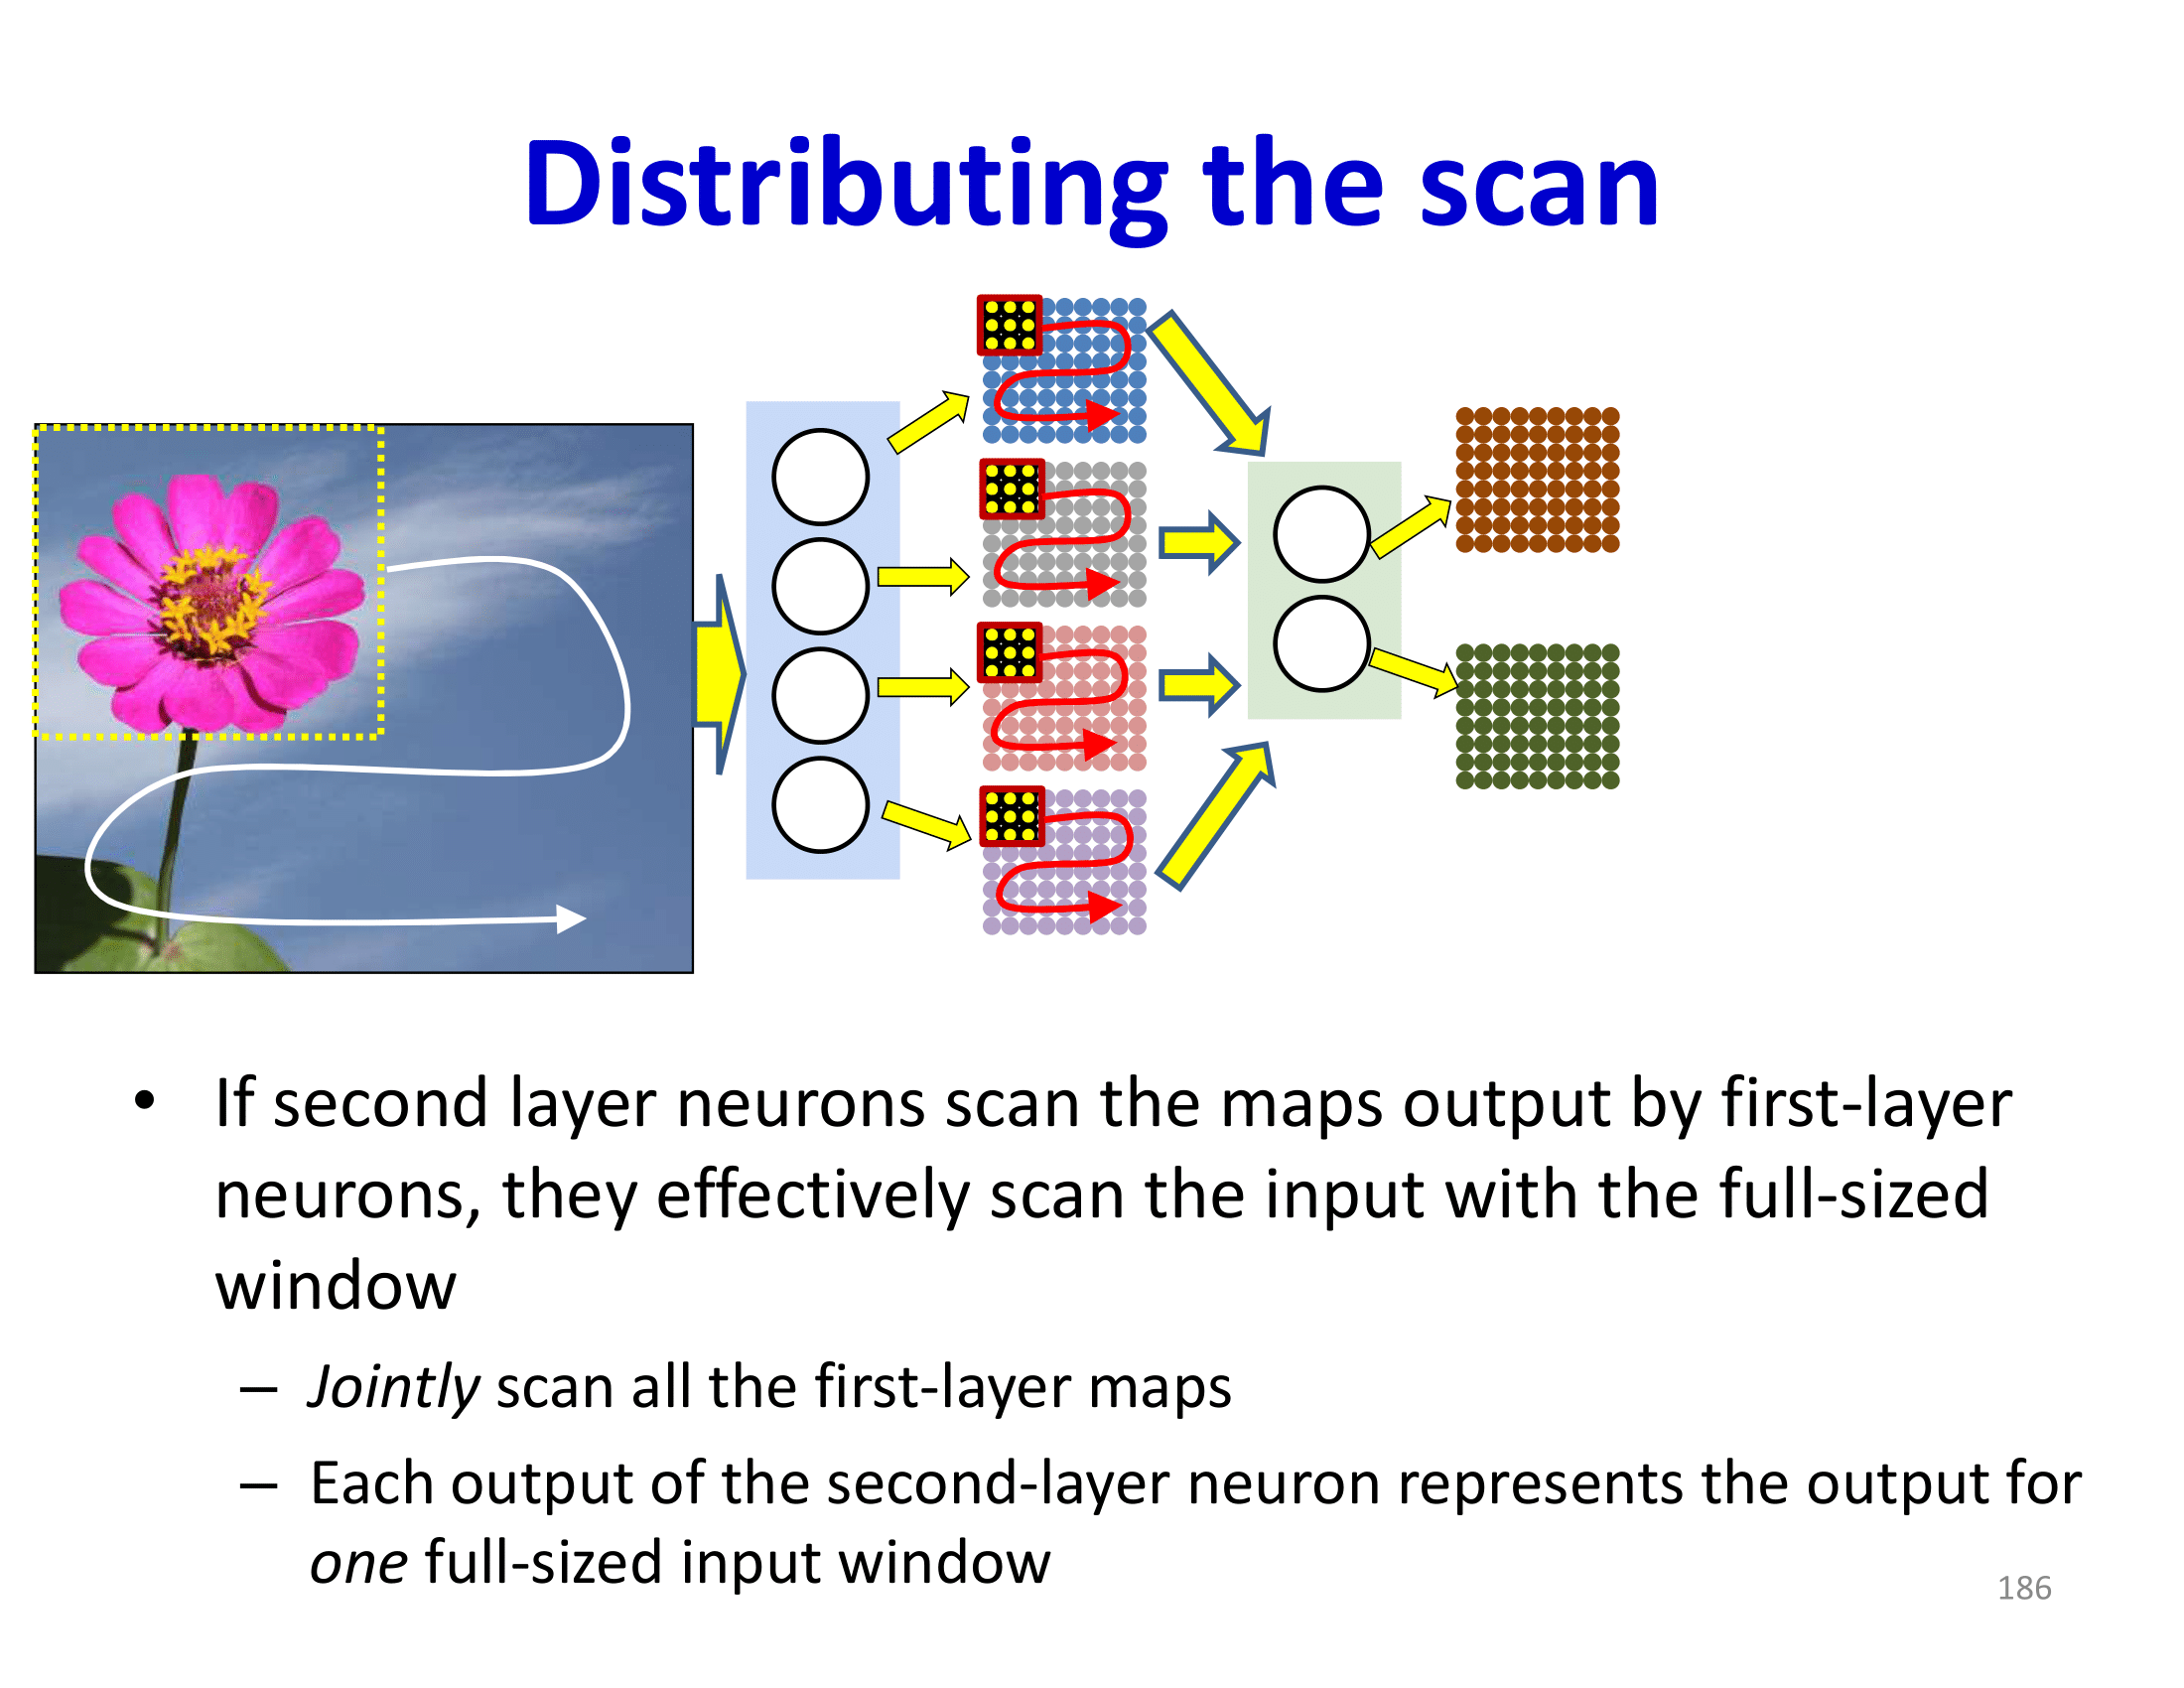 Distributing the scan
• If second layer neurons scan the maps output by first-layer
neurons, they effectively scan the input with the full-sized
window
– Jointly scan all the first-layer maps
– Each output of the second-layer neuron represents the output for
one full-sized input window
186